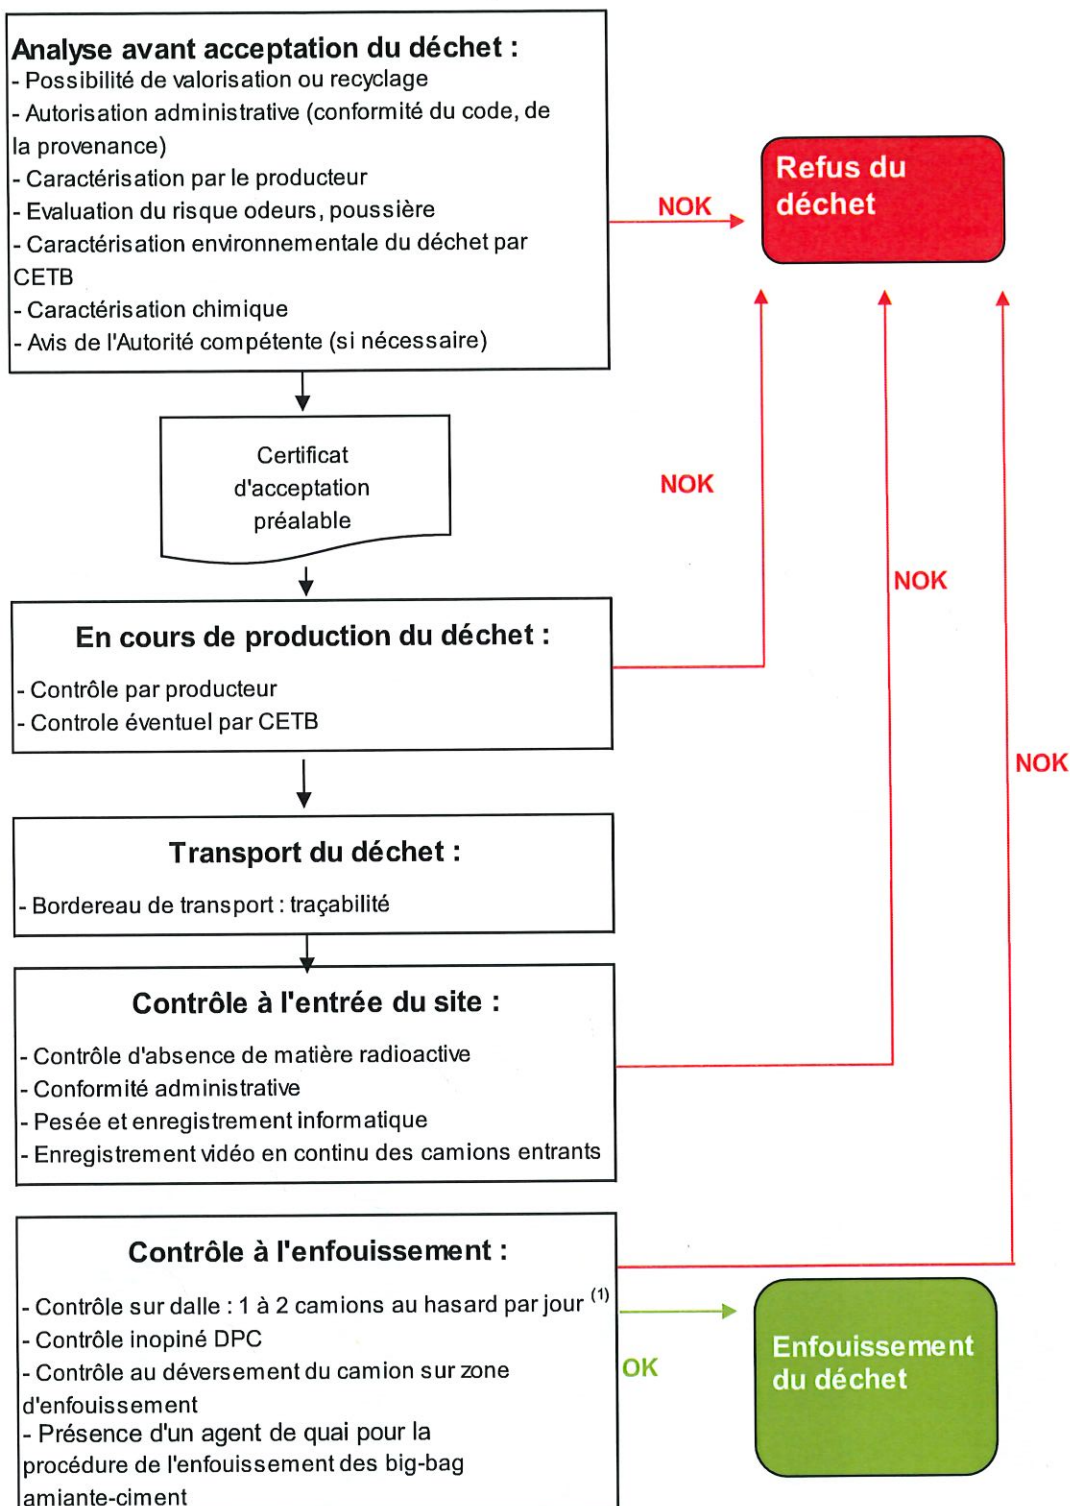 Analyse avant acceptation du déchet :
- Possibilité de valorisation ou recyclage
- Autorisation administrative (conformité du code, de
la provenance)
- Caractérisation par le producteur
- Evaluation du risque odeurs, poussière
- Caractérisation environnementale du déchet par
CETB
- Caractérisation chimique
- Avis de l'Autorité compétente (si nécessaire)
NOK
Refus du
déchet
Certificat
d'acceptation
préalable
NOK
NOK
En cours de production du déchet :
- Contrôle par producteur
- Controle éventuel par CETB
NOK
Transport du déchet :
- Bordereau de transport : traçabilité
Contrôle à l'entrée du site :
- Contrôle d'absence de matière radioactive
- Conformité administrative
- Pesée et enregistrement informatique
- Enregistrement vidéo en continu des camions entrants
Contrôle à l'enfouissement :
- Contrôle sur dalle : 1 à 2 camions au hasard par jour (1)
- Contrôle inopiné DPC
- Contrôle au déversement du camion sur zone
d'enfouissement
- Présence d'un agent de quai pour la
procédure de l'enfouissement des big-bag
amiante-ciment
OK
Enfouissement
du déchet